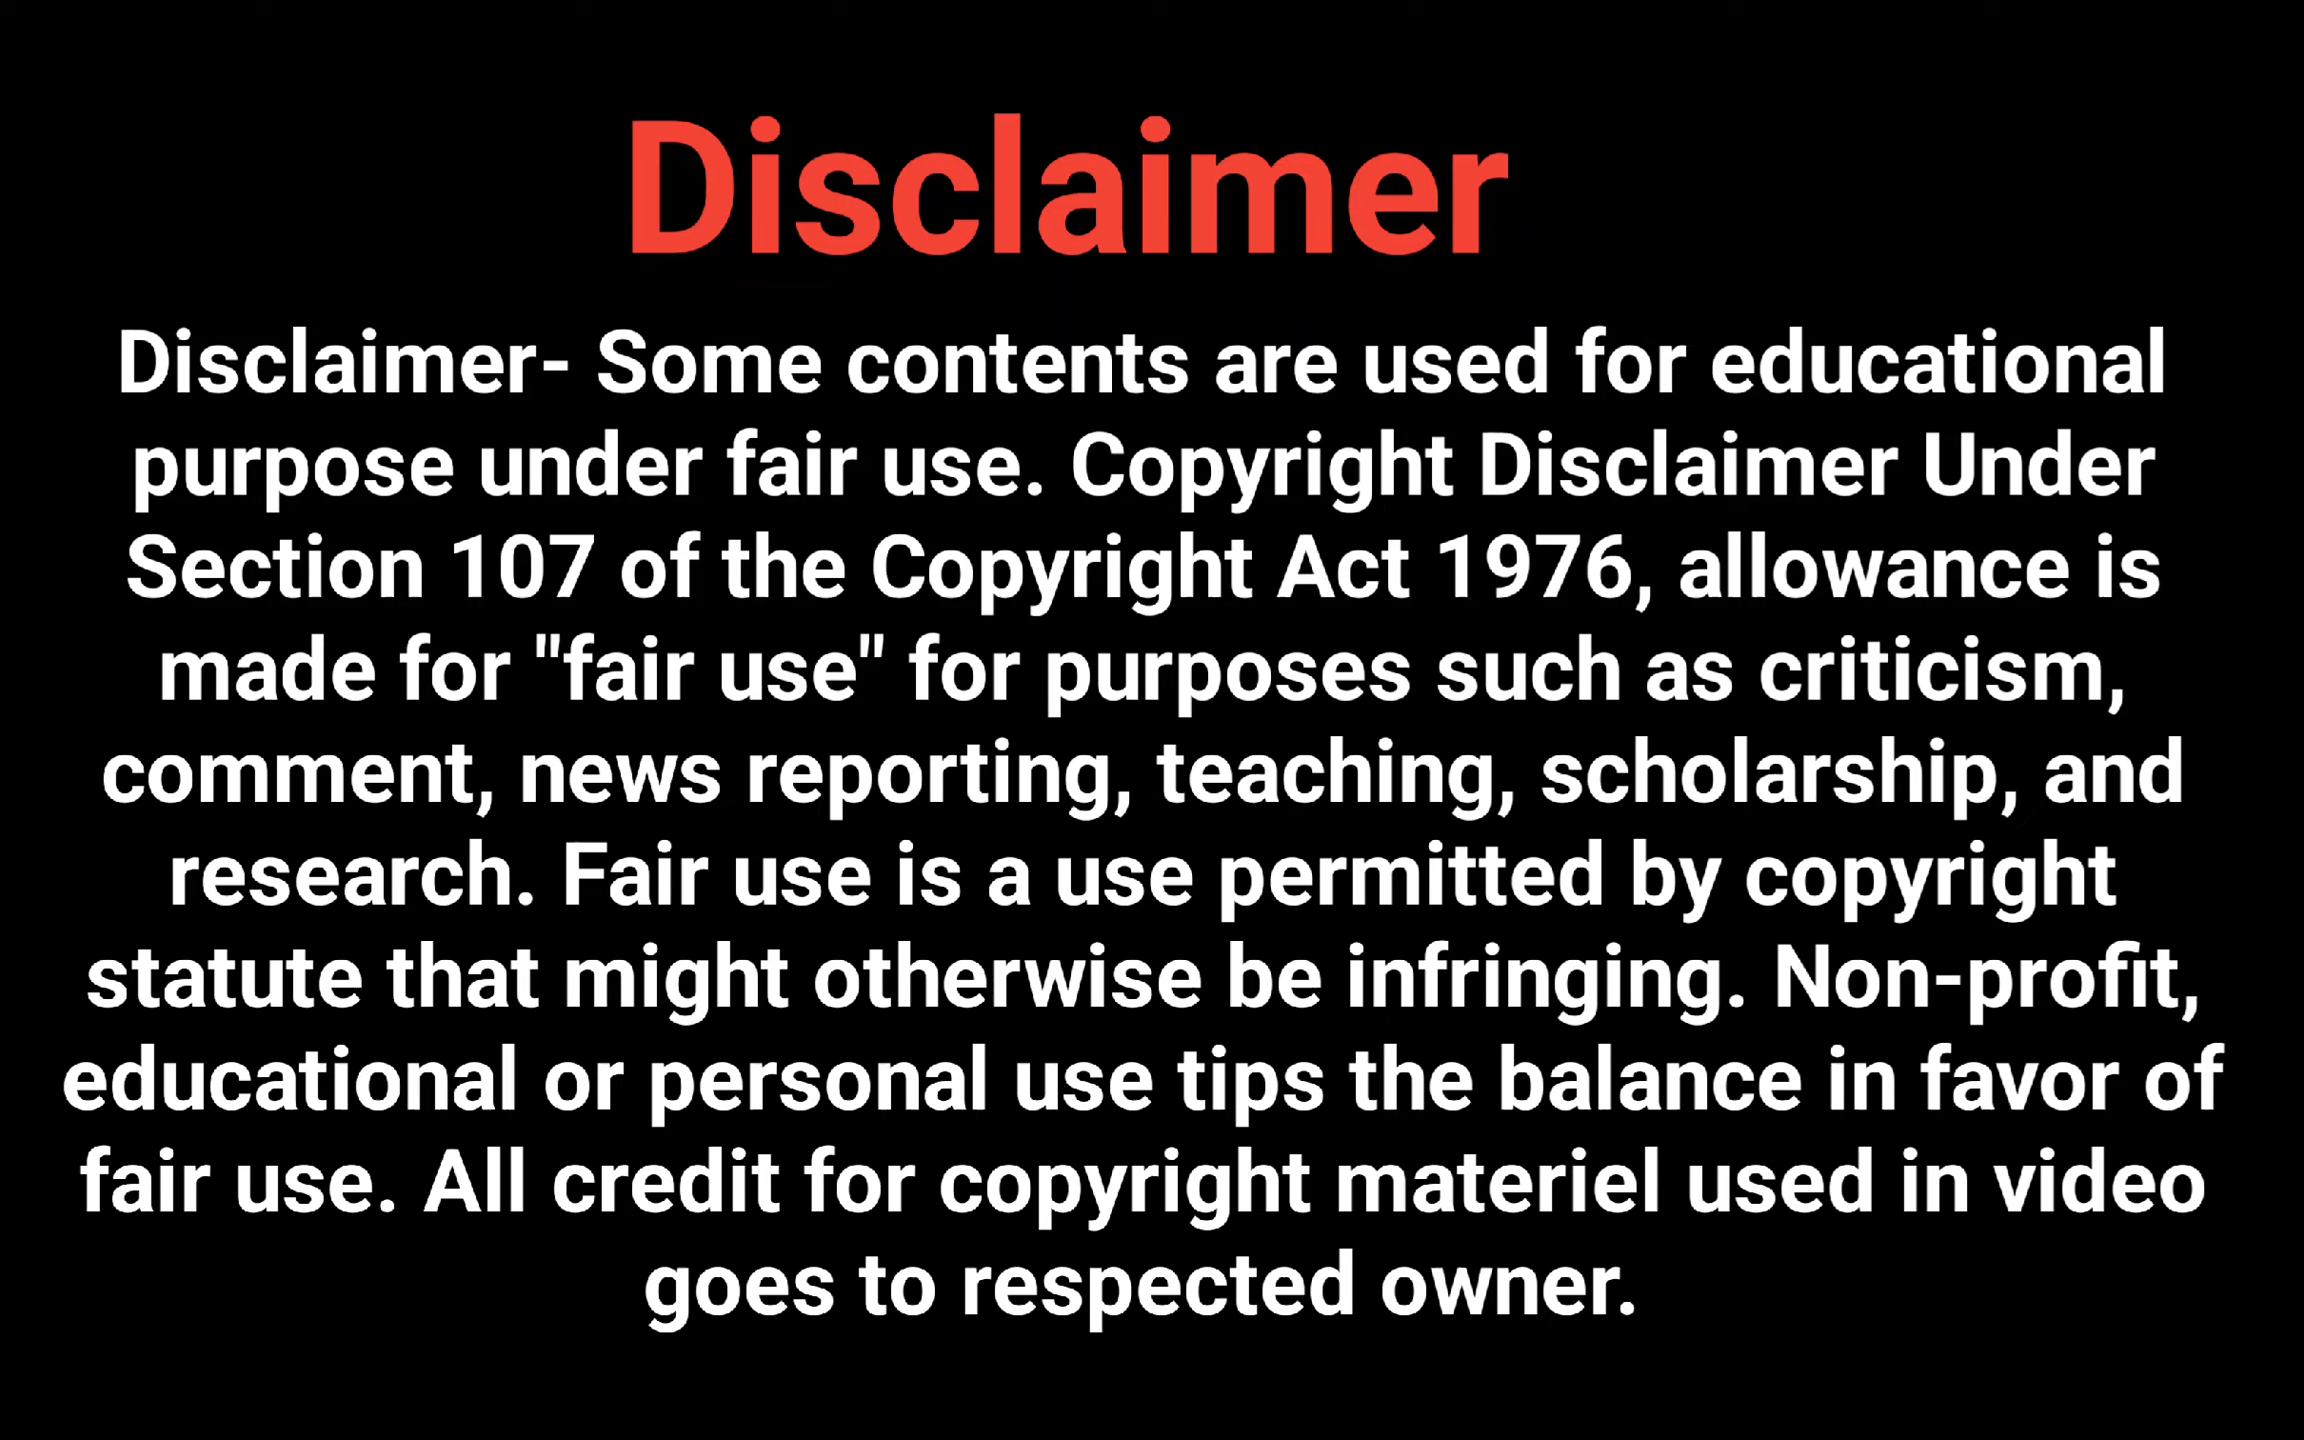 Disclaimer
Disclaimer- Some contents are used for educational
purpose under fair use. Copyright Disclaimer Under
Section 107 of the Copyright Act 1976, allowance is
made for "fair use" for purposes such as criticism,
comment, news reporting, teaching, scholarship, and
research. Fair use is a use permitted by copyright
statute that might otherwise be infringing. Non-profit,
educational or personal use tips the balance in favor of
fair use. All credit for copyright materiel used in video
goes to respected owner.